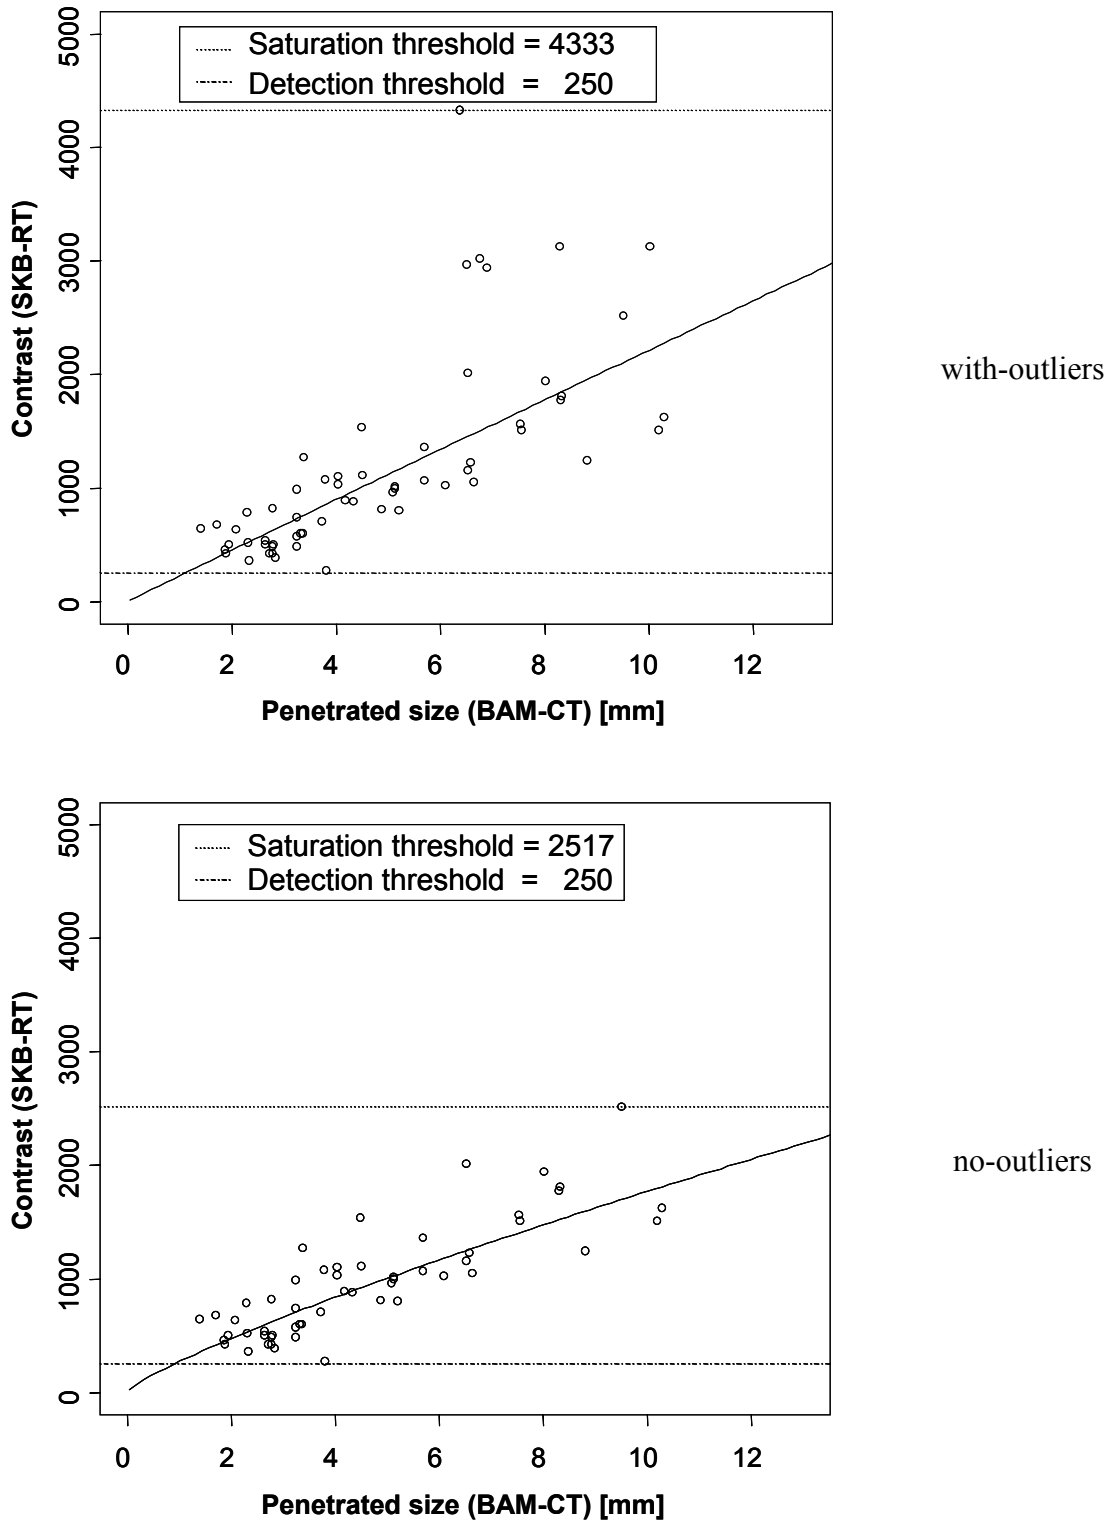 Saturation threshold = 4333
Detection threshold = 250
5000
4000
3000
2000
1000
0
Contrast (SKB-RT)
0 2 4 6 8 10 12
Penetrated size (BAM-CT) [mm]
with-outliers
Saturation threshold = 2517
Detection threshold = 250
5000
4000
3000
2000
1000
0
Contrast (SKB-RT)
0 2 4 6 8 10 12
Penetrated size (BAM-CT) [mm]
no-outliers